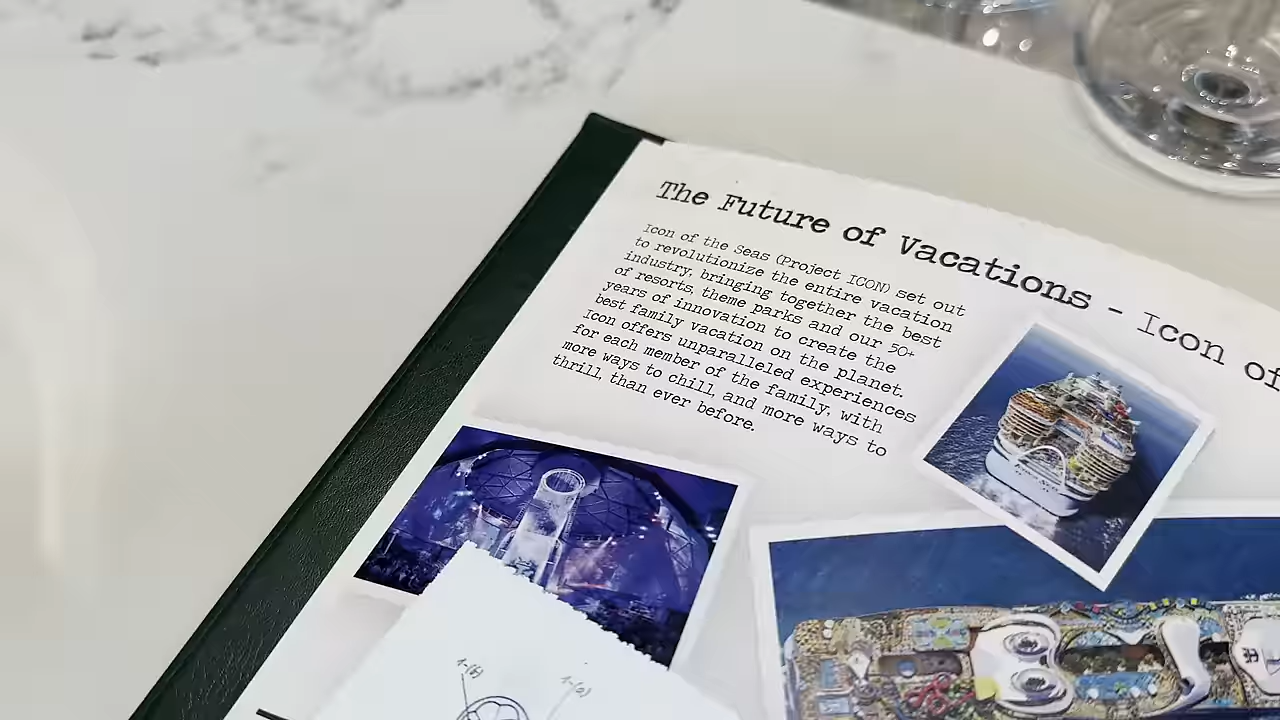 The Future of Vacations - Icon of
Icon of the Seas (Project ICON) set out
to revolutionize the entire vacation
industry, bringing together the best
of resorts, theme parks and our 50+
years of innovation to create the
best family vacation on the planet.
Icon offers unparalleled experiences
for each member of the family, with
more ways to chill, and more ways to
thrill, than ever before.